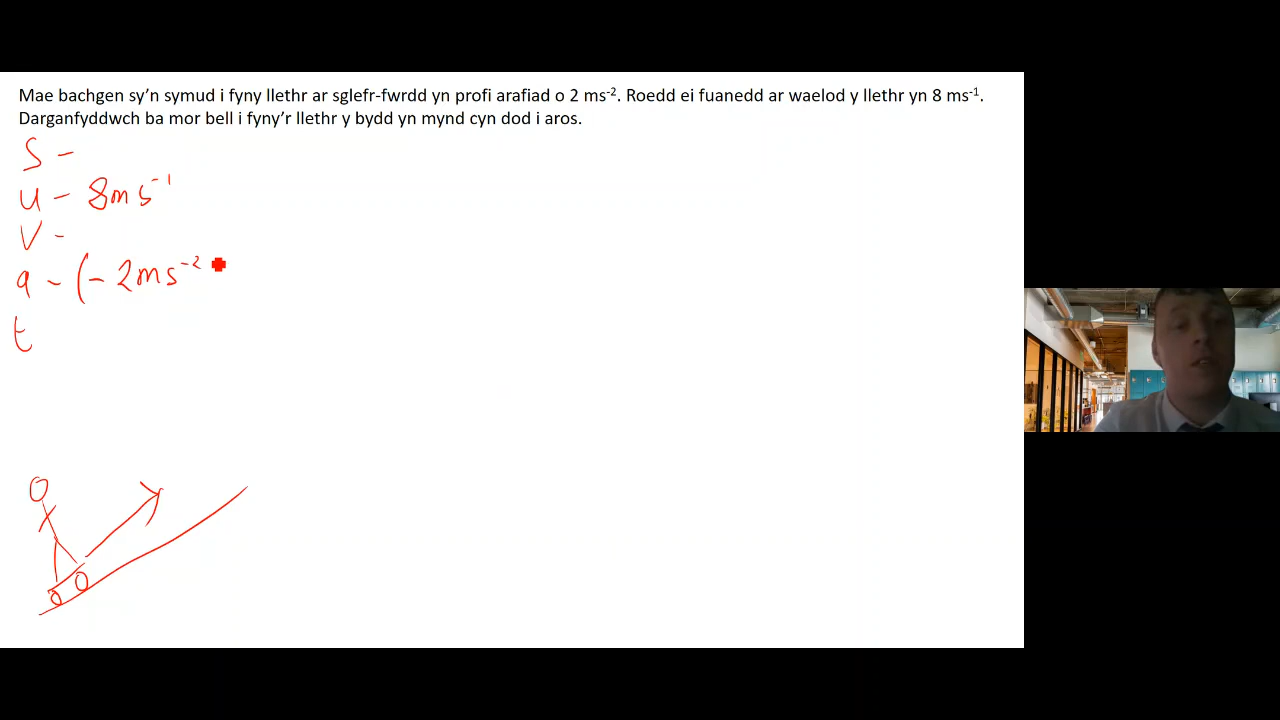 Mae bachgen sy'n symud i fyny llethr ar sglefr-fwrdd yn profi arafiad o 2 ms⁻². Roedd ei fuanedd ar waelod y llethr yn 8 ms⁻¹.
Darganfyddwch ba mor bell i fyny'r llethr y bydd yn mynd cyn dod i aros.
S -
u - 8ms⁻¹
v -
a - (-2ms⁻²
t